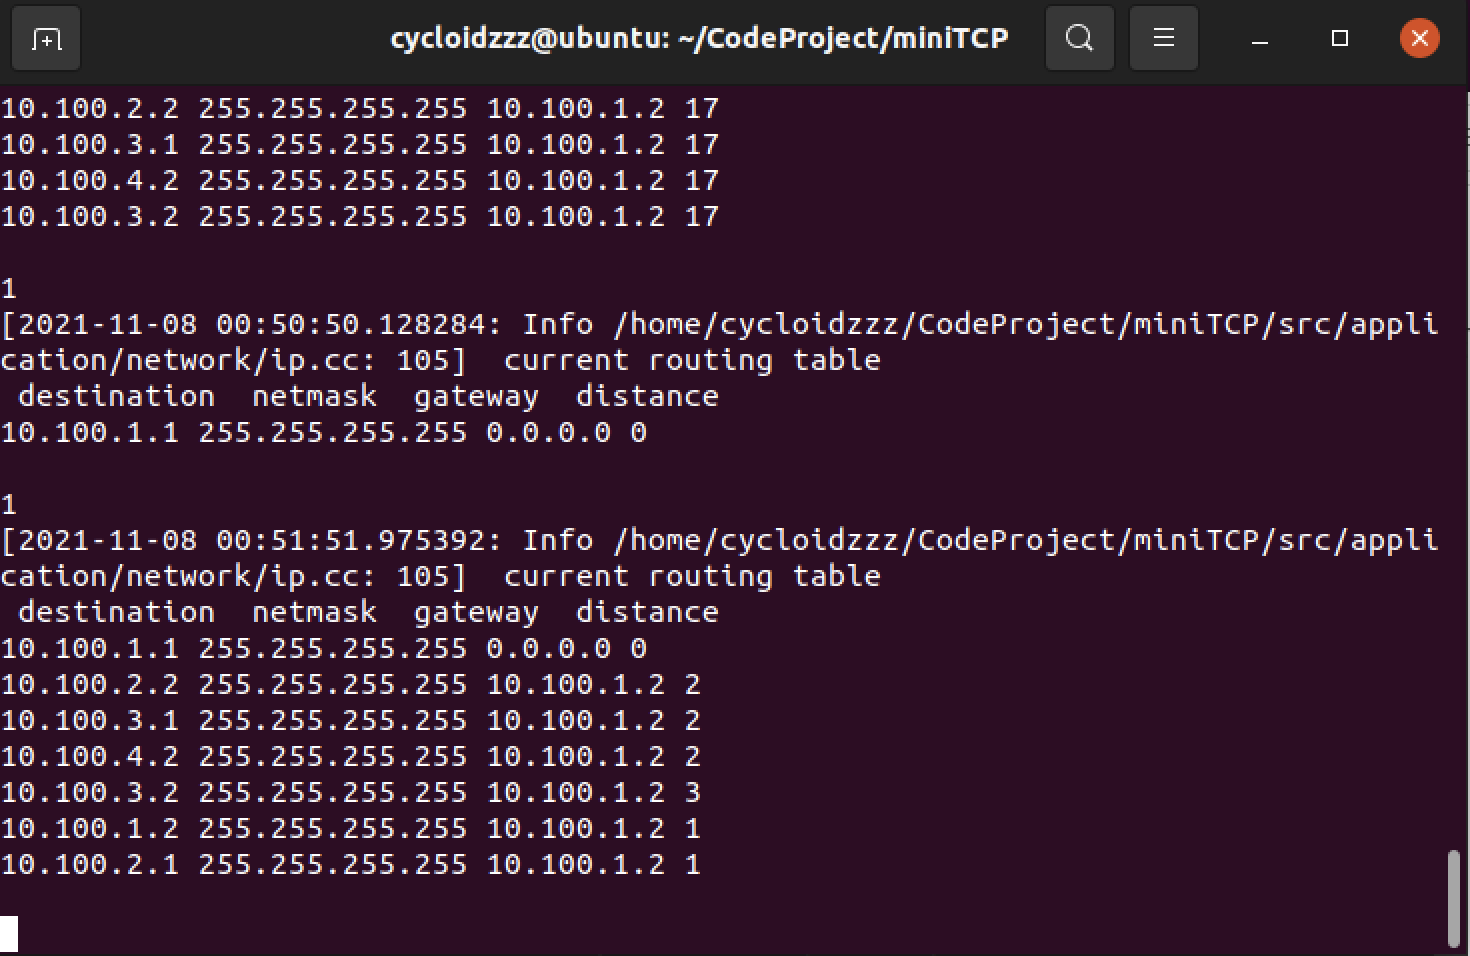 cycloidzzz@ubuntu: ~/CodeProject/miniTCP
10.100.2.2 255.255.255.255 10.100.1.2 17
10.100.3.1 255.255.255.255 10.100.1.2 17
10.100.4.2 255.255.255.255 10.100.1.2 17
10.100.3.2 255.255.255.255 10.100.1.2 17
1
[2021-11-08 00:50:50.128284: Info /home/cycloidzzz/CodeProject/miniTCP/src/appli
cation/network/ip.cc: 105]  current routing table
 destination  netmask  gateway  distance
10.100.1.1 255.255.255.255 0.0.0.0 0
1
[2021-11-08 00:51:51.975392: Info /home/cycloidzzz/CodeProject/miniTCP/src/appli
cation/network/ip.cc: 105]  current routing table
 destination  netmask  gateway  distance
10.100.1.1 255.255.255.255 0.0.0.0 0
10.100.2.2 255.255.255.255 10.100.1.2 2
10.100.3.1 255.255.255.255 10.100.1.2 2
10.100.4.2 255.255.255.255 10.100.1.2 2
10.100.3.2 255.255.255.255 10.100.1.2 3
10.100.1.2 255.255.255.255 10.100.1.2 1
10.100.2.1 255.255.255.255 10.100.1.2 1